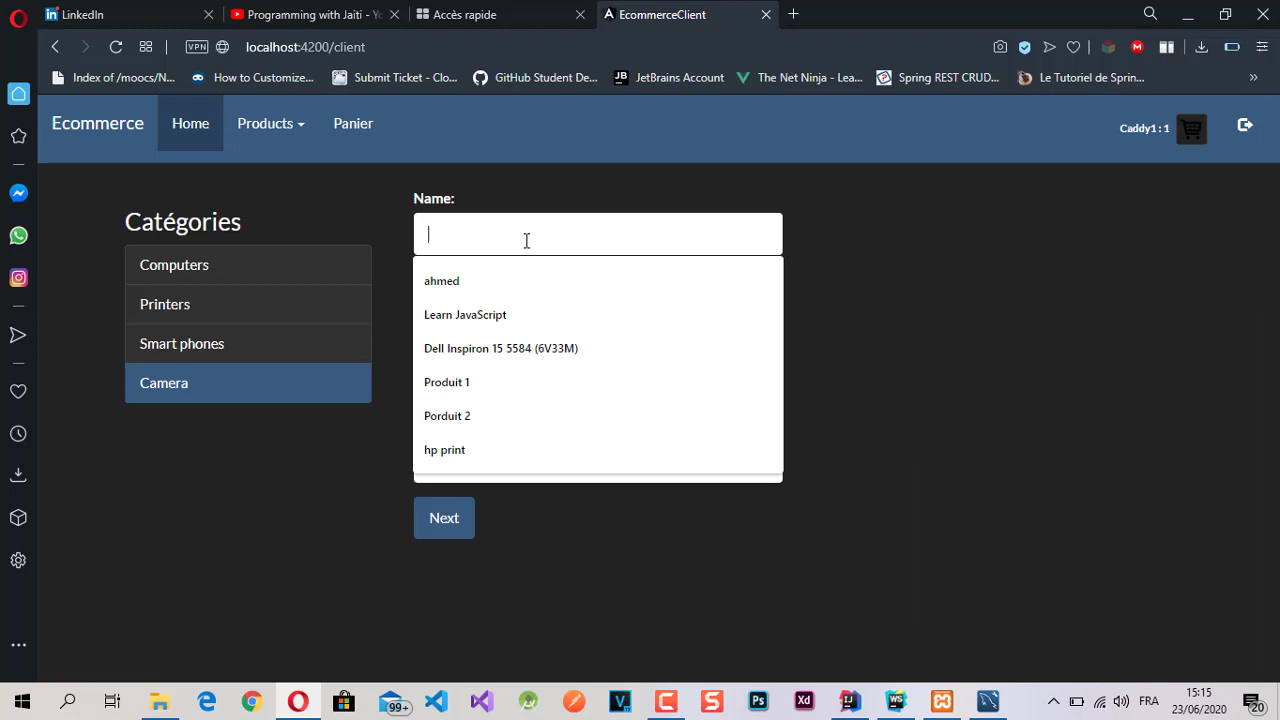 LinkedIn
Programming with Jaiti - Yo
Accès rapide
EcommerceClient
VPN
localhost:4200/client
Index of /moocs/N...
How to Customize...
Submit Ticket - Clo...
GitHub Student De...
JetBrains Account
The Net Ninja - Lea...
Spring REST CRUD...
Le Tutoriel de Sprin...
Ecommerce
Home
Products
Panier
Caddy1 : 1
Name:
Catégories
Computers
Printers
Smart phones
Camera
ahmed
Learn JavaScript
Dell Inspiron 15 5584 (6V33M)
Produit 1
Porduit 2
hp print
Next
99+
FRA
15:15
23/06/2020
20